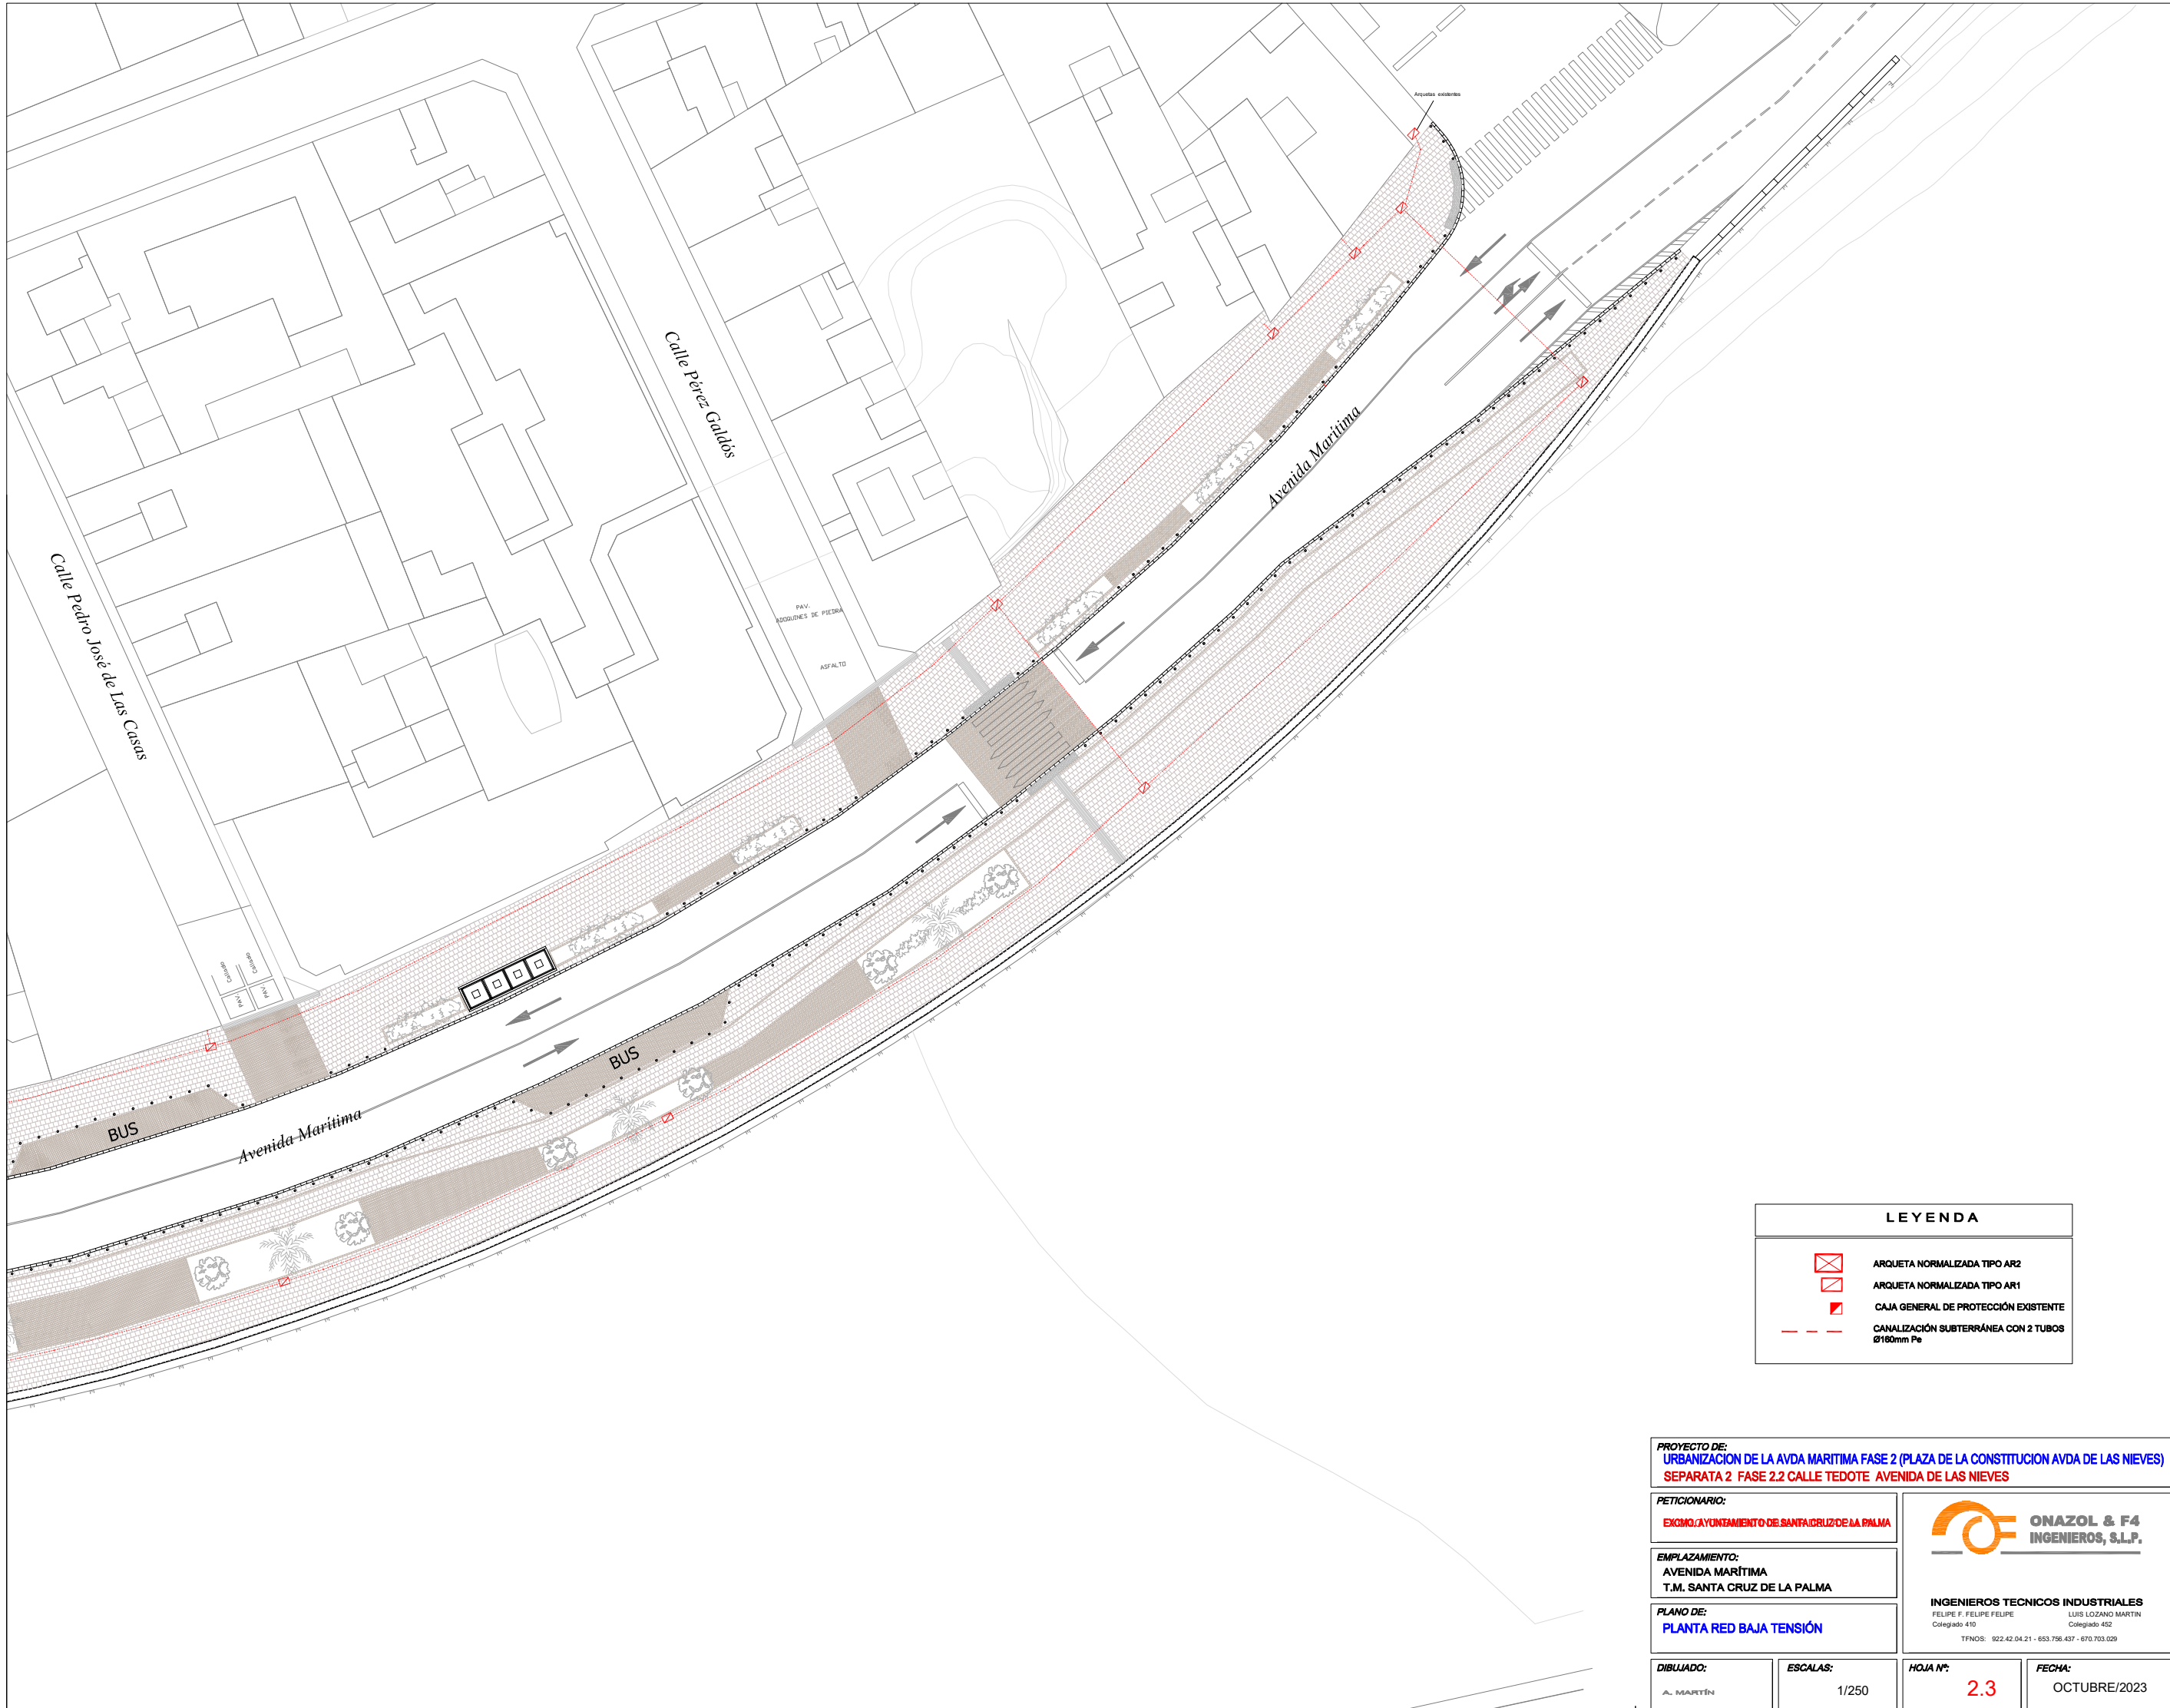 Arquetas existentes
Calle Pérez Galdós
Avenida Marítima
Calle Pedro José de Las Casas
PAV.
ADOQUINES DE PIEDRA
ASFALTO
Callado
Callado
PAV.
PAV.
BUS
BUS
Avenida Marítima
LEYENDA
ARQUETA NORMALIZADA TIPO AR2
ARQUETA NORMALIZADA TIPO AR1
CAJA GENERAL DE PROTECCIÓN EXISTENTE
CANALIZACIÓN SUBTERRÁNEA CON 2 TUBOS
Ø160mm Pe
PROYECTO DE:
URBANIZACION DE LA AVDA MARITIMA FASE 2 (PLAZA DE LA CONSTITUCION AVDA DE LAS NIEVES)
SEPARATA 2 FASE 2.2 CALLE TEDOTE AVENIDA DE LAS NIEVES
PETICIONARIO:
EXCMO. AYUNTAMIENTO DE SANTA CRUZ DE LA PALMA
EMPLAZAMIENTO:
AVENIDA MARÍTIMA
T.M. SANTA CRUZ DE LA PALMA
PLANO DE:
PLANTA RED BAJA TENSIÓN
ONAZOL & F4
INGENIEROS, S.L.P.
INGENIEROS TECNICOS INDUSTRIALES
FELIPE F. FELIPE FELIPE LUIS LOZANO MARTIN
Colegiado 410 Colegiado 452
TFNOS: 922.42.04.21 - 653.756.437 - 670.703.029
DIBUJADO:
A. MARTÍN
ESCALAS:
1/250
HOJA Nº:
2.3
FECHA:
OCTUBRE/2023